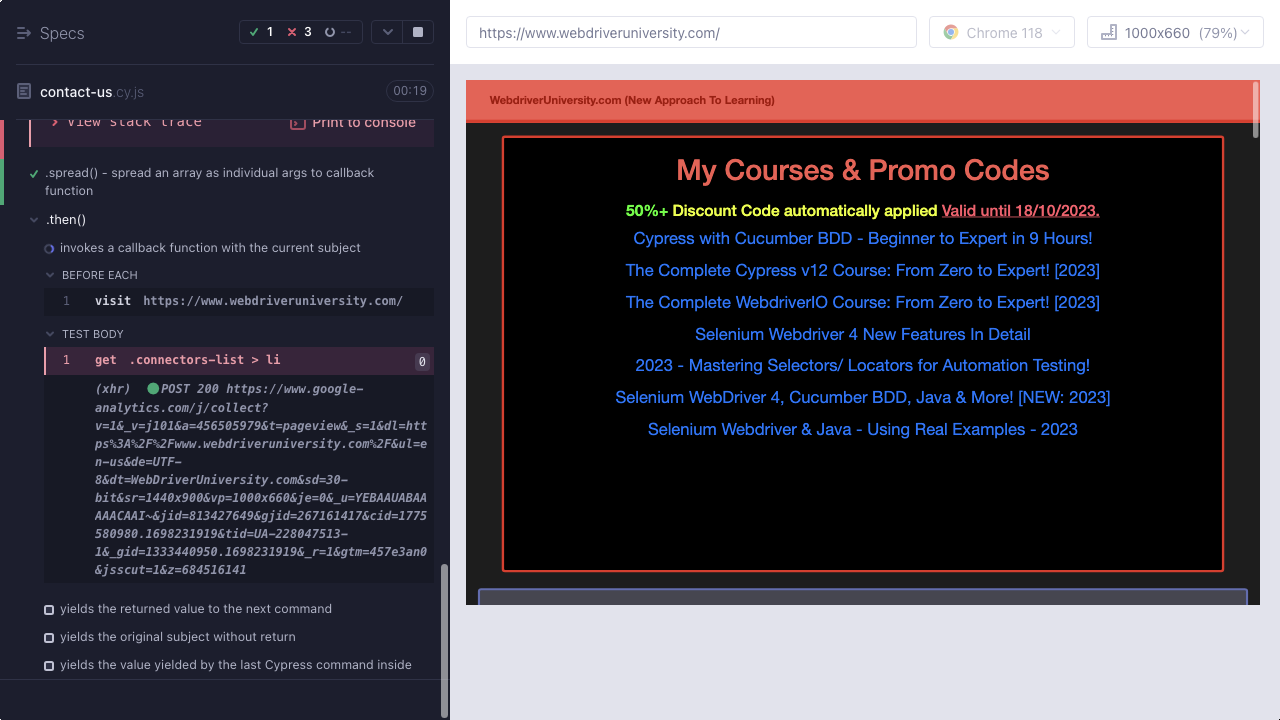 Specs
1 3 --
contact-us.cy.js
00:19
View stack trace
Print to console
.spread() - spread an array as individual args to callback
function
.then()
invokes a callback function with the current subject
BEFORE EACH
1 visit https://www.webdriveruniversity.com/
TEST BODY
1 get .connectors-list > li 0
(xhr) POST 200 https://www.google-
analytics.com/j/collect?
v=1&_v=j101&a=456505979&t=pageview&_s=1&dl=htt
ps%3A%2F%2Fwww.webdriveruniversity.com%2F&ul=e
n-us&de=UTF-
8&dt=WebDriverUniversity.com&sd=30-
bit&sr=1440x900&vp=1000x660&je=0&_u=YEBAAUABAA
AAACAAI~&jid=813427649&gjid=267161417&cid=1775
580980.1698231919&tid=UA-228047513-
1&_gid=1333440950.1698231919&_r=1&gtm=457e3an0
&jsscut=1&z=684516141
yields the returned value to the next command
yields the original subject without return
yields the value yielded by the last Cypress command inside
https://www.webdriveruniversity.com/
Chrome 118
1000x660 (79%)
WebdriverUniversity.com (New Approach To Learning)
My Courses & Promo Codes
50%+ Discount Code automatically applied Valid until 18/10/2023.
Cypress with Cucumber BDD - Beginner to Expert in 9 Hours!
The Complete Cypress v12 Course: From Zero to Expert! [2023]
The Complete WebdriverIO Course: From Zero to Expert! [2023]
Selenium Webdriver 4 New Features In Detail
2023 - Mastering Selectors/ Locators for Automation Testing!
Selenium WebDriver 4, Cucumber BDD, Java & More! [NEW: 2023]
Selenium Webdriver & Java - Using Real Examples - 2023